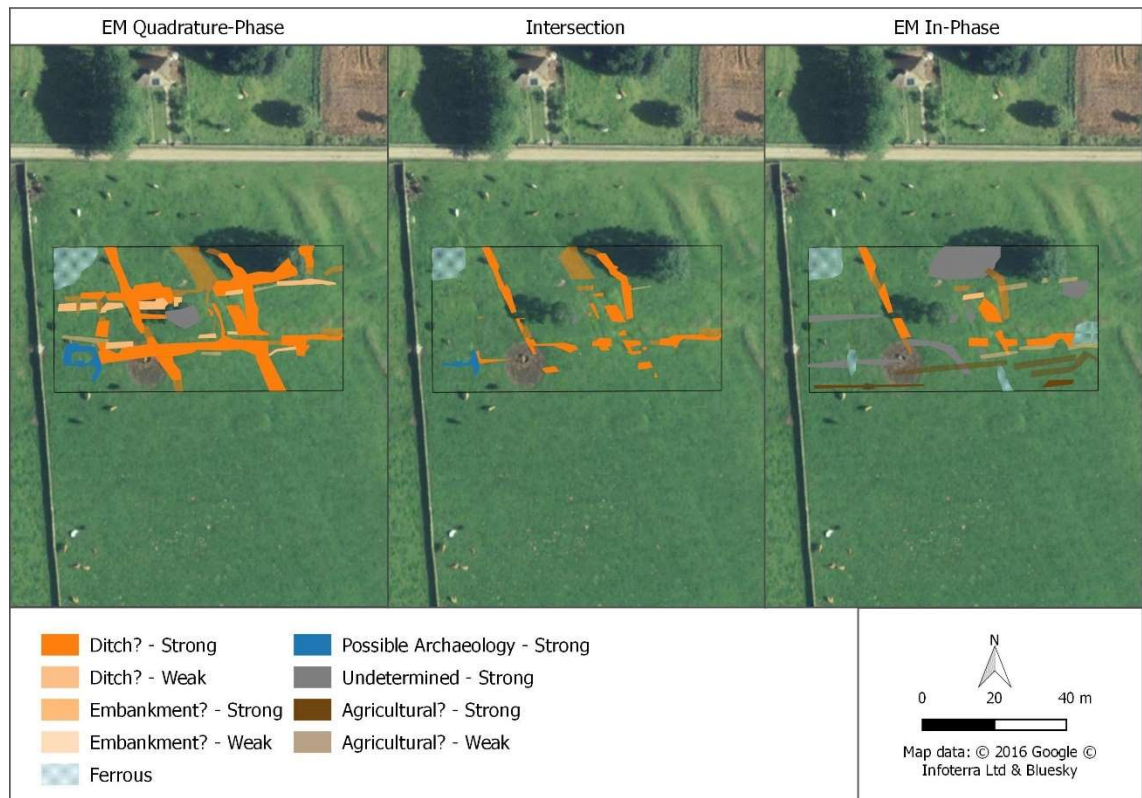 EM Quadrature-Phase
Intersection
EM In-Phase
Ditch? - Strong
Ditch? - Weak
Embankment? - Strong
Embankment? - Weak
Ferrous
Possible Archaeology - Strong
Undetermined - Strong
Agricultural? - Strong
Agricultural? - Weak
N
0 20 40 m
Map data: © 2016 Google ©
Infoterra Ltd & Bluesky